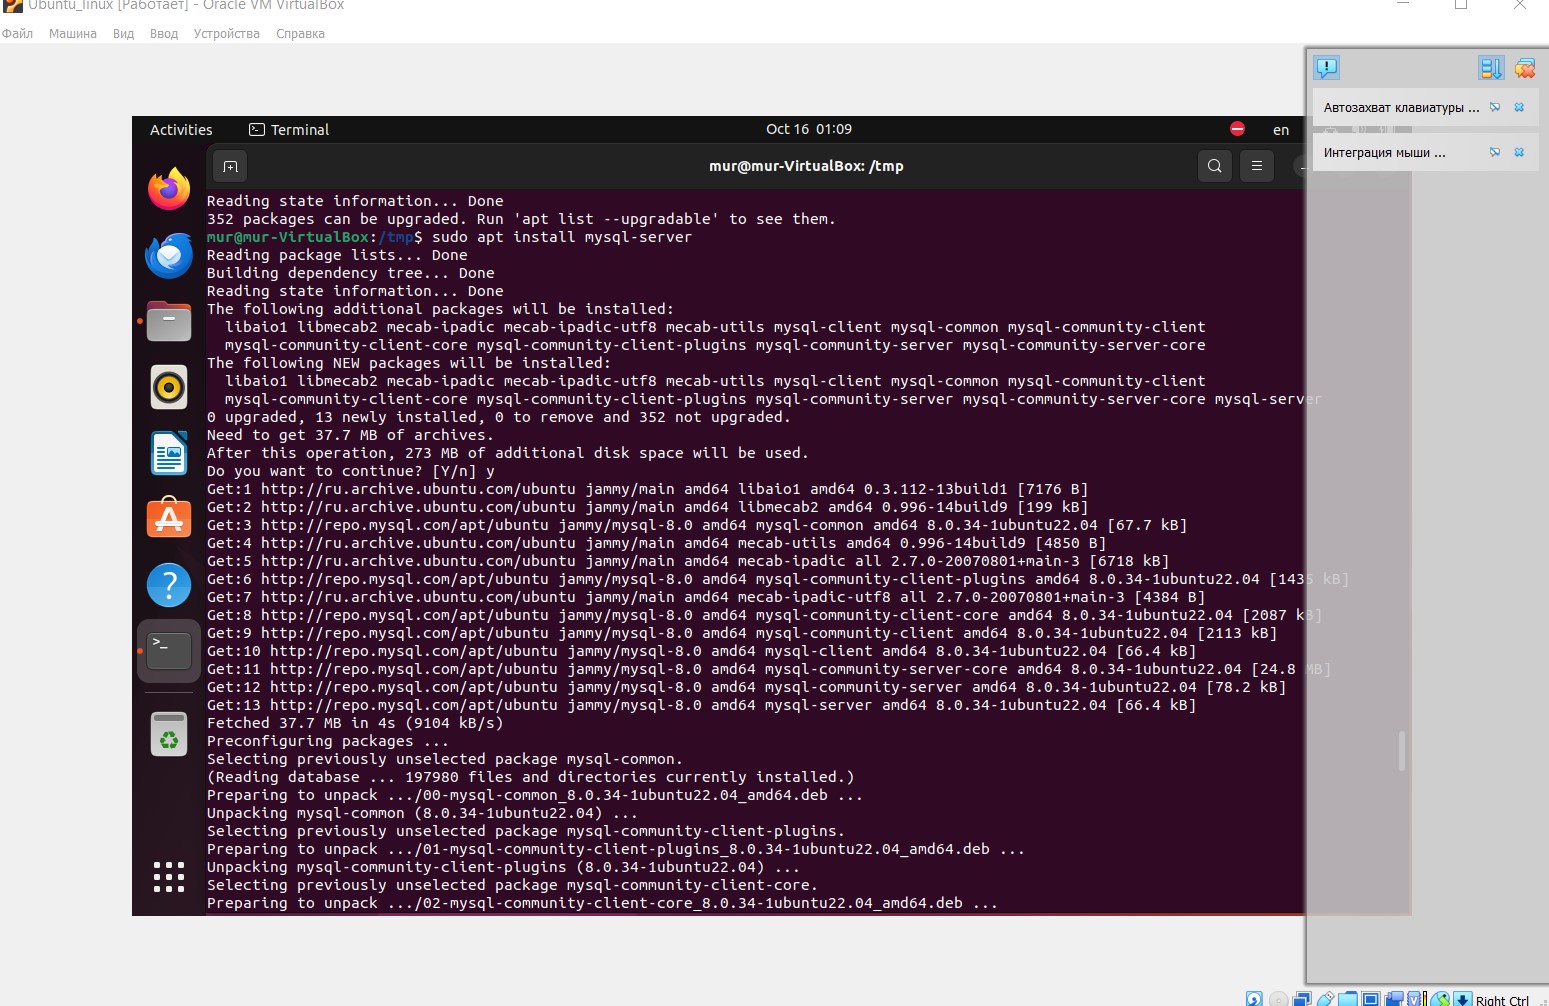 Ubuntu_linux [Работает] - Oracle VM VirtualBox
Файл Машина Вид Ввод Устройства Справка
Автозахват клавиатуры ...
Интеграция мыши ...
Activities Terminal Oct 16 01:09 en
mur@mur-VirtualBox: /tmp
Reading state information... Done
352 packages can be upgraded. Run 'apt list --upgradable' to see them.
mur@mur-VirtualBox:/tmp$ sudo apt install mysql-server
Reading package lists... Done
Building dependency tree... Done
Reading state information... Done
The following additional packages will be installed:
libaio1 libmecab2 mecab-ipadic mecab-ipadic-utf8 mecab-utils mysql-client mysql-common mysql-community-client
mysql-community-client-core mysql-community-client-plugins mysql-community-server mysql-community-server-core
The following NEW packages will be installed:
libaio1 libmecab2 mecab-ipadic mecab-ipadic-utf8 mecab-utils mysql-client mysql-common mysql-community-client
mysql-community-client-core mysql-community-client-plugins mysql-community-server mysql-community-server-core mysql-server
0 upgraded, 13 newly installed, 0 to remove and 352 not upgraded.
Need to get 37.7 MB of archives.
After this operation, 273 MB of additional disk space will be used.
Do you want to continue? [Y/n] y
Get:1 http://ru.archive.ubuntu.com/ubuntu jammy/main amd64 libaio1 amd64 0.3.112-13build1 [7176 B]
Get:2 http://ru.archive.ubuntu.com/ubuntu jammy/main amd64 libmecab2 amd64 0.996-14build9 [199 kB]
Get:3 http://repo.mysql.com/apt/ubuntu jammy/mysql-8.0 amd64 mysql-common amd64 8.0.34-1ubuntu22.04 [67.7 kB]
Get:4 http://ru.archive.ubuntu.com/ubuntu jammy/main amd64 mecab-utils amd64 0.996-14build9 [4850 B]
Get:5 http://ru.archive.ubuntu.com/ubuntu jammy/main amd64 mecab-ipadic all 2.7.0-20070801+main-3 [6718 kB]
Get:6 http://repo.mysql.com/apt/ubuntu jammy/mysql-8.0 amd64 mysql-community-client-plugins amd64 8.0.34-1ubuntu22.04 [1435 kB]
Get:7 http://ru.archive.ubuntu.com/ubuntu jammy/main amd64 mecab-ipadic-utf8 all 2.7.0-20070801+main-3 [4384 B]
Get:8 http://repo.mysql.com/apt/ubuntu jammy/mysql-8.0 amd64 mysql-community-client-core amd64 8.0.34-1ubuntu22.04 [2087 kB]
Get:9 http://repo.mysql.com/apt/ubuntu jammy/mysql-8.0 amd64 mysql-community-client amd64 8.0.34-1ubuntu22.04 [2113 kB]
Get:10 http://repo.mysql.com/apt/ubuntu jammy/mysql-8.0 amd64 mysql-client amd64 8.0.34-1ubuntu22.04 [66.4 kB]
Get:11 http://repo.mysql.com/apt/ubuntu jammy/mysql-8.0 amd64 mysql-community-server-core amd64 8.0.34-1ubuntu22.04 [24.8 MB]
Get:12 http://repo.mysql.com/apt/ubuntu jammy/mysql-8.0 amd64 mysql-community-server amd64 8.0.34-1ubuntu22.04 [78.2 kB]
Get:13 http://repo.mysql.com/apt/ubuntu jammy/mysql-8.0 amd64 mysql-server amd64 8.0.34-1ubuntu22.04 [66.4 kB]
Fetched 37.7 MB in 4s (9104 kB/s)
Preconfiguring packages ...
Selecting previously unselected package mysql-common.
(Reading database ... 197980 files and directories currently installed.)
Preparing to unpack .../00-mysql-common_8.0.34-1ubuntu22.04_amd64.deb ...
Unpacking mysql-common (8.0.34-1ubuntu22.04) ...
Selecting previously unselected package mysql-community-client-plugins.
Preparing to unpack .../01-mysql-community-client-plugins_8.0.34-1ubuntu22.04_amd64.deb ...
Unpacking mysql-community-client-plugins (8.0.34-1ubuntu22.04) ...
Selecting previously unselected package mysql-community-client-core.
Preparing to unpack .../02-mysql-community-client-core_8.0.34-1ubuntu22.04_amd64.deb ...
Right Ctrl